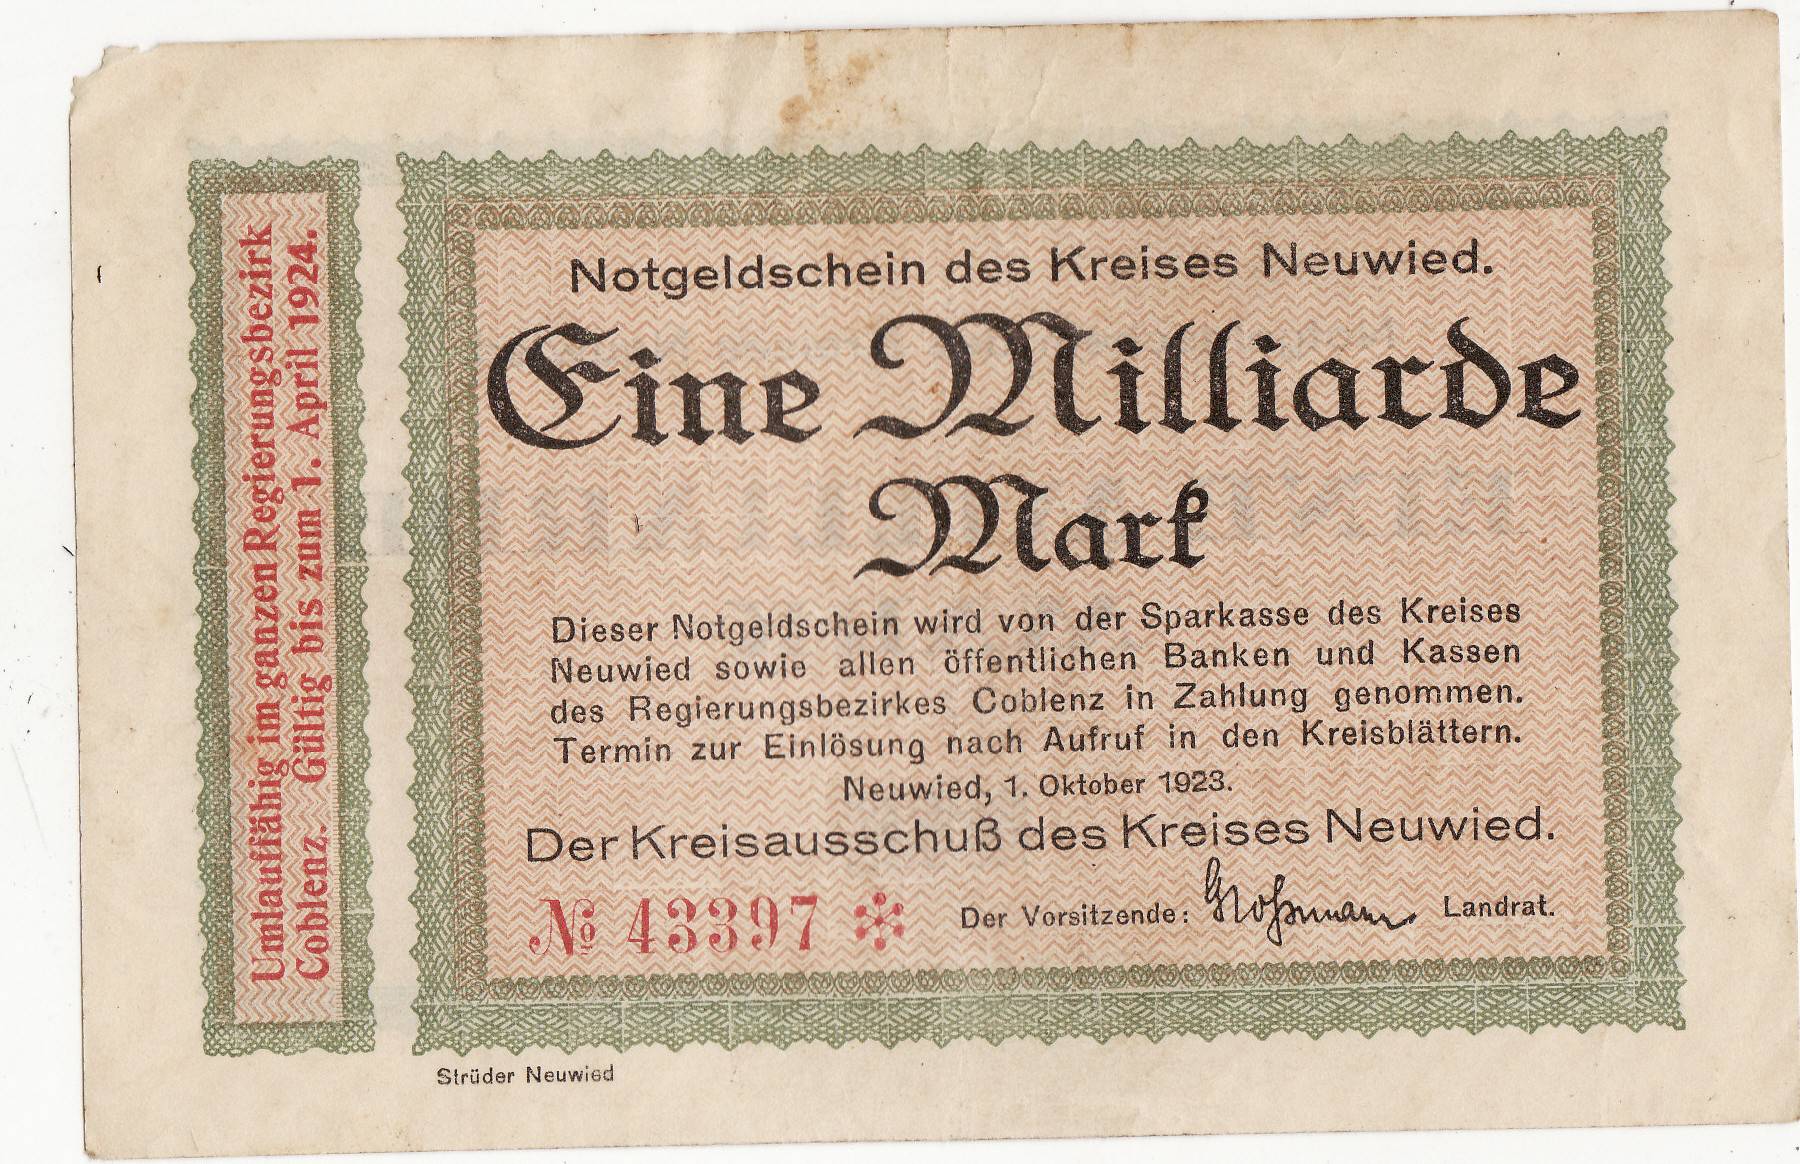 Umlauffähig im ganzen Regierungsbezirk
Coblenz. Gültig bis zum 1. April 1924.
Notgeldschein des Kreises Neuwied.
Eine Milliarde
Mark
Dieser Notgeldschein wird von der Sparkasse des Kreises
Neuwied sowie allen öffentlichen Banken und Kassen
des Regierungsbezirkes Coblenz in Zahlung genommen.
Termin zur Einlösung nach Aufruf in den Kreisblättern.
Neuwied, 1. Oktober 1923.
Der Kreisausschuß des Kreises Neuwied.
№ 43397 * Der Vorsitzende: Großmann Landrat.
Strüder Neuwied